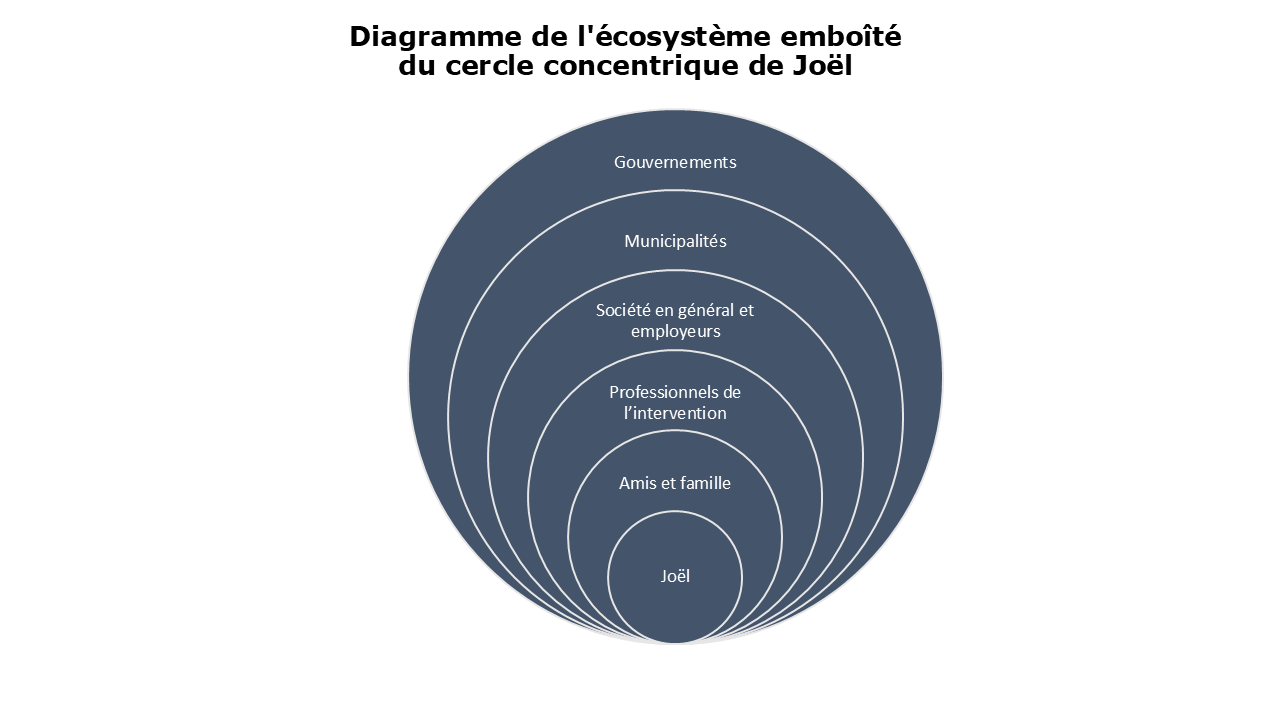 Diagramme de l'écosystème emboîté
du cercle concentrique de Joël
Gouvernements
Municipalités
Société en général et
employeurs
Professionnels de
l’intervention
Amis et famille
Joël